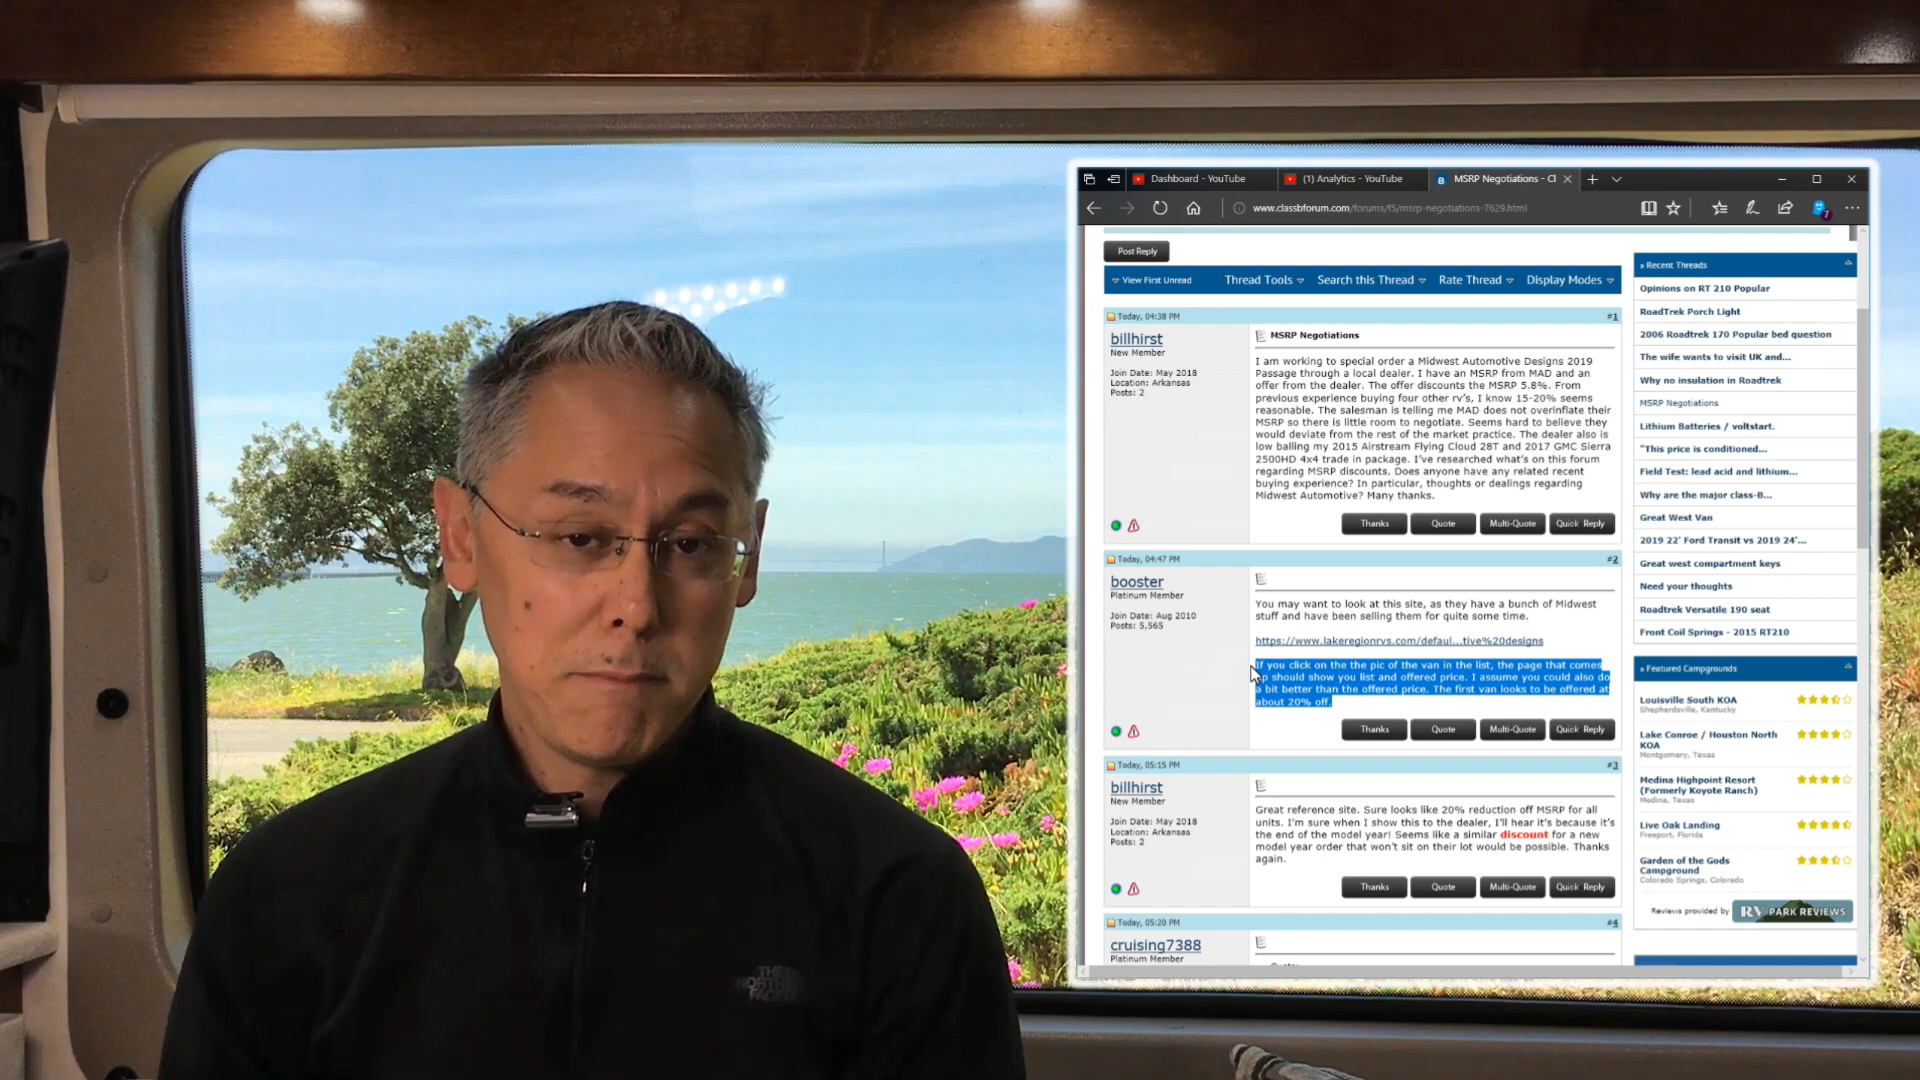 Dashboard - YouTube
(1) Analytics - YouTube
MSRP Negotiations - Cl
www.classbforum.com/forums/f5/msrp-negotiations-7629.html
7
Post Reply
View First Unread
Thread Tools
Search this Thread
Rate Thread
Display Modes
Today, 04:38 PM
#1
billhirst
New Member
Join Date: May 2018
Location: Arkansas
Posts: 2
MSRP Negotiations
I am working to special order a Midwest Automotive Designs 2019
Passage through a local dealer. I have an MSRP from MAD and an
offer from the dealer. The offer discounts the MSRP 5.8%. From
previous experience buying four other rv's, I know 15-20% seems
reasonable. The salesman is telling me MAD does not overinflate their
MSRP so there is little room to negotiate. Seems hard to believe they
would deviate from the rest of the market practice. The dealer also is
low balling my 2015 Airstream Flying Cloud 28T and 2017 GMC Sierra
2500HD 4x4 trade in package. I've researched what's on this forum
regarding MSRP discounts. Does anyone have any related recent
buying experience? In particular, thoughts or dealings regarding
Midwest Automotive? Many thanks.
Thanks
Quote
Multi-Quote
Quick Reply
Today, 04:47 PM
#2
booster
Platinum Member
Join Date: Aug 2010
Posts: 5,565
You may want to look at this site, as they have a bunch of Midwest
stuff and have been selling them for quite some time.
https://www.lakeregionrvs.com/defaul...tive%20designs
If you click on the the pic of the van in the list, the page that comes
up should show you list and offered price. I assume you could also do
a bit better than the offered price. The first van looks to be offered at
about 20% off.
Thanks
Quote
Multi-Quote
Quick Reply
Today, 05:15 PM
#3
billhirst
New Member
Join Date: May 2018
Location: Arkansas
Posts: 2
Great reference site. Sure looks like 20% reduction off MSRP for all
units. I'm sure when I show this to the dealer, I'll hear it's because it's
the end of the model year! Seems like a similar discount for a new
model year order that won't sit on their lot would be possible. Thanks
again.
Thanks
Quote
Multi-Quote
Quick Reply
Today, 05:20 PM
#4
cruising7388
Platinum Member
Quote:
» Recent Threads
Opinions on RT 210 Popular
RoadTrek Porch Light
2006 Roadtrek 170 Popular bed question
The wife wants to visit UK and...
Why no insulation in Roadtrek
MSRP Negotiations
Lithium Batteries / voltstart.
"This price is conditioned...
Field Test: lead acid and lithium...
Why are the major class-B...
Great West Van
2019 22' Ford Transit vs 2019 24'...
Great west compartment keys
Need your thoughts
Roadtrek Versatile 190 seat
Front Coil Springs - 2015 RT210
» Featured Campgrounds
Louisville South KOA
Shepherdsville, Kentucky
Lake Conroe / Houston North
KOA
Montgomery, Texas
Medina Highpoint Resort
(Formerly Koyote Ranch)
Medina, Texas
Live Oak Landing
Freeport, Florida
Garden of the Gods
Campground
Colorado Springs, Colorado
Reviews provided by
RV PARK REVIEWS
THE
NORTH
FACE